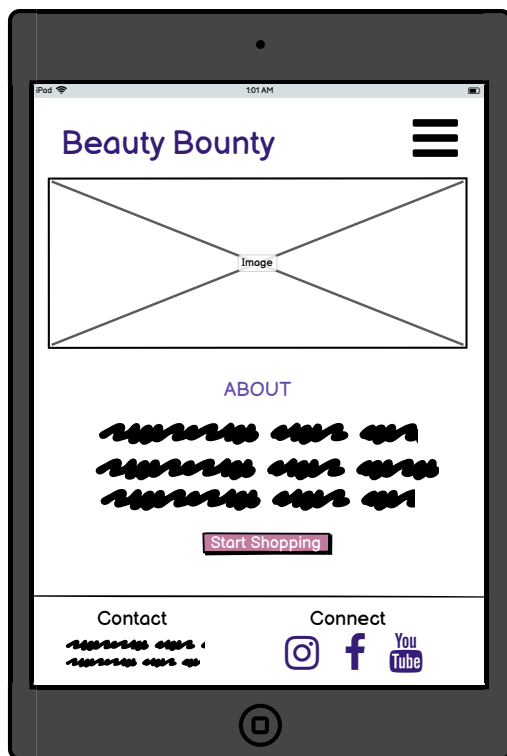 iPad 1:01 AM
Beauty Bounty
Image
ABOUT
Start Shopping
Contact Connect
You
Tube